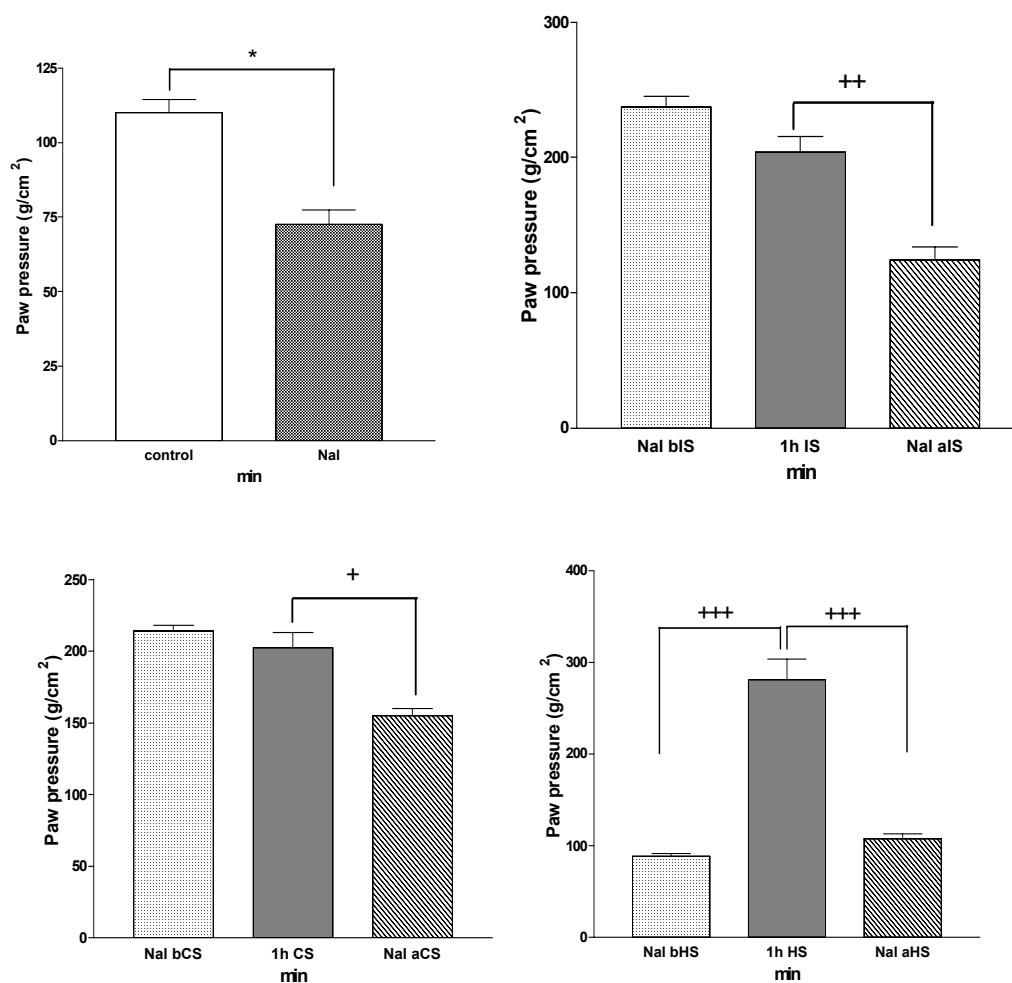 *
Paw pressure (g/cm 2)
125
100
75
50
25
0
control Nal
min
++
Paw pressure (g/cm 2)
300
200
100
0
Nal bIS 1h IS Nal aIS
min
+
Paw pressure (g/cm 2)
250
200
150
100
50
0
Nal bCS 1h CS Nal aCS
min
+++ +++
Paw pressure (g/cm 2)
400
300
200
100
0
Nal bHS 1h HS Nal aHS
min